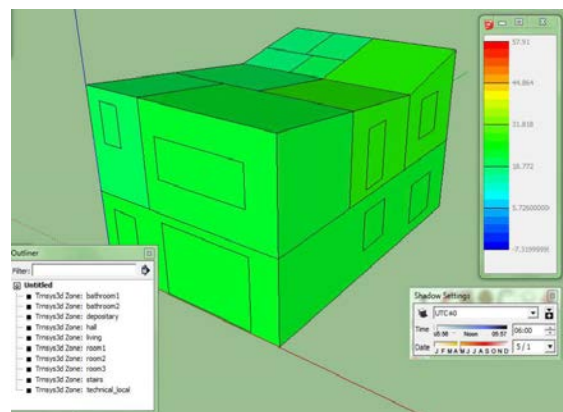 57.91
44.864
31.818
18.772
5.72600000
-7.3199999
Outliner
Filter:
Untitled
Trnsys3d Zone: bathroom1
Trnsys3d Zone: bathroom2
Trnsys3d Zone: depositary
Trnsys3d Zone: hall
Trnsys3d Zone: living
Trnsys3d Zone: room1
Trnsys3d Zone: room2
Trnsys3d Zone: room3
Trnsys3d Zone: stairs
Trnsys3d Zone: technical_local
Shadow Settings
UTC+0
Time Noon 06:00
Date J F M A M J J A S O N D 5/1